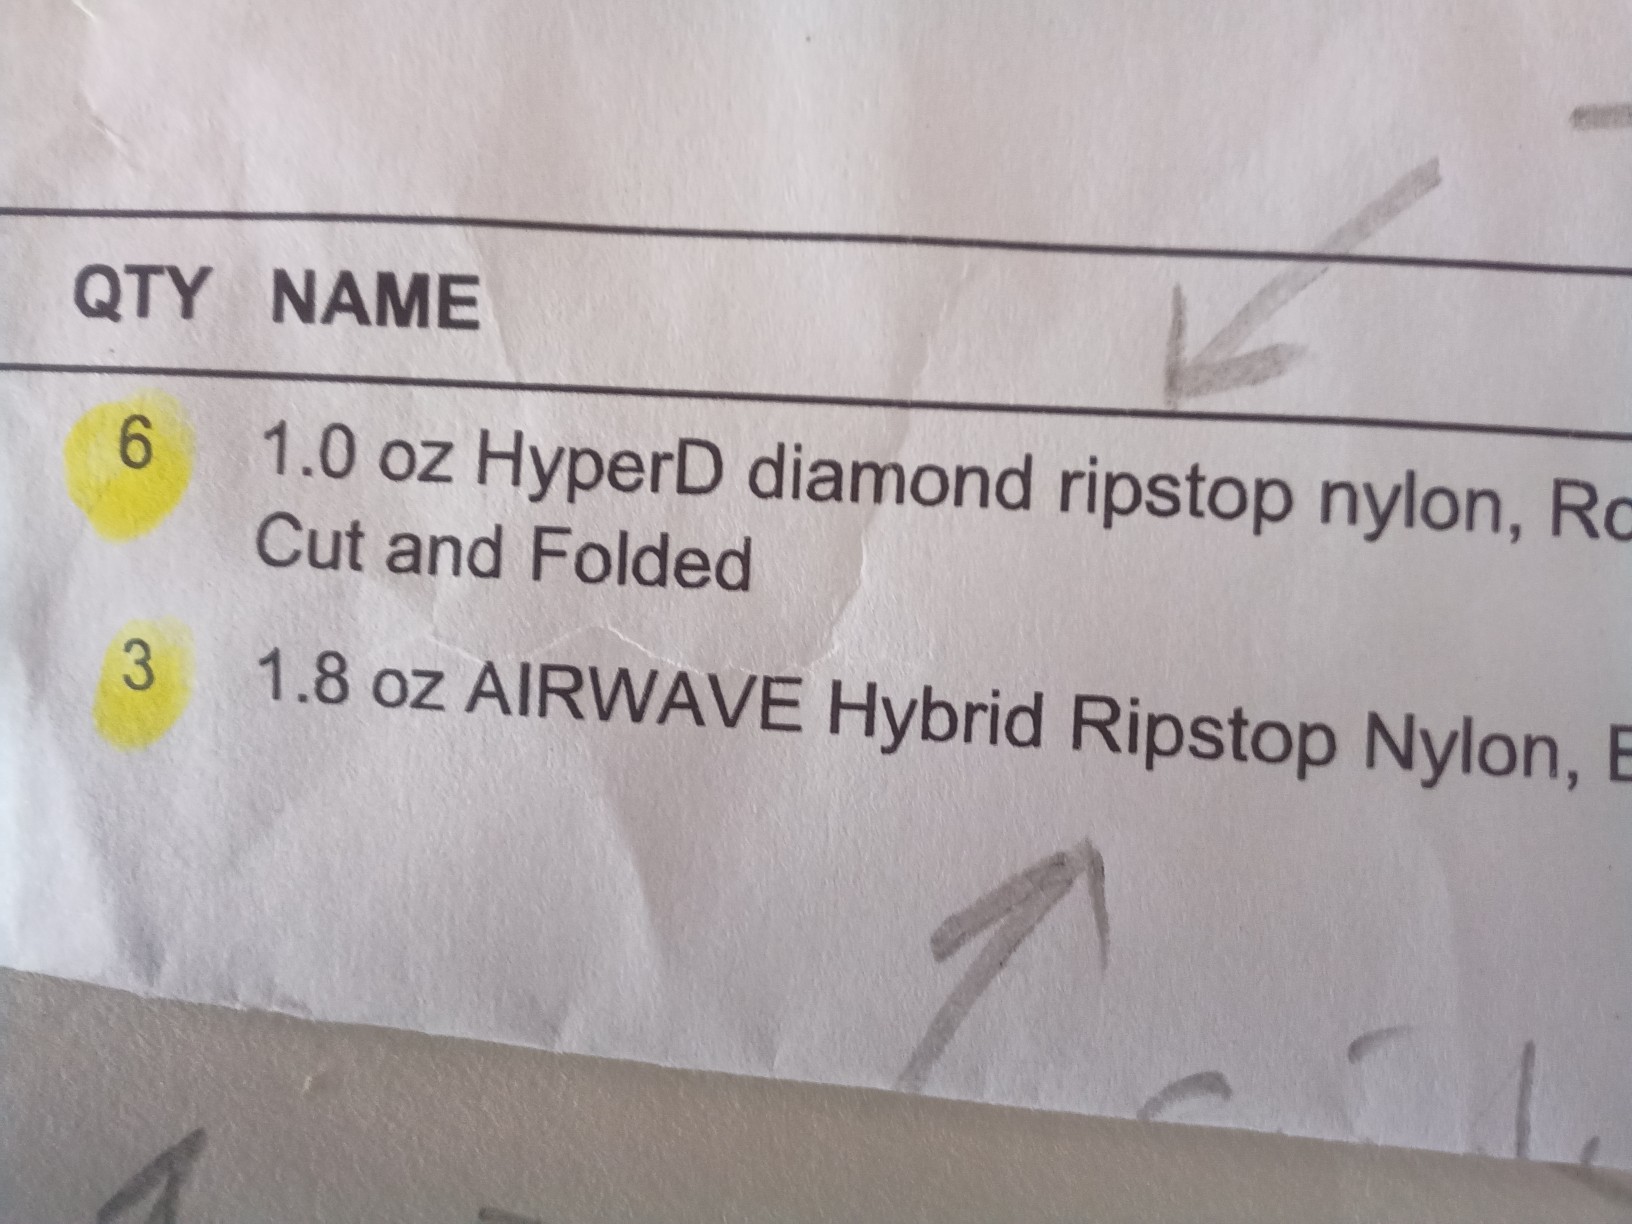 QTY NAME
6 1.0 oz HyperD diamond ripstop nylon,
Cut and Folded
3 1.8 oz AIRWAVE Hybrid Ripstop Nylon,